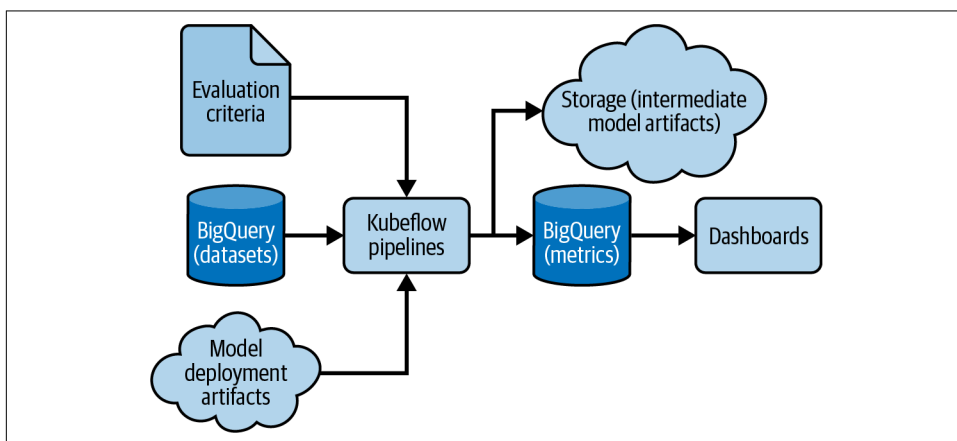 Evaluation
criteria
Storage (intermediate
model artifacts)
BigQuery
(datasets)
Kubeflow
pipelines
BigQuery
(metrics)
Dashboards
Model
deployment
artifacts